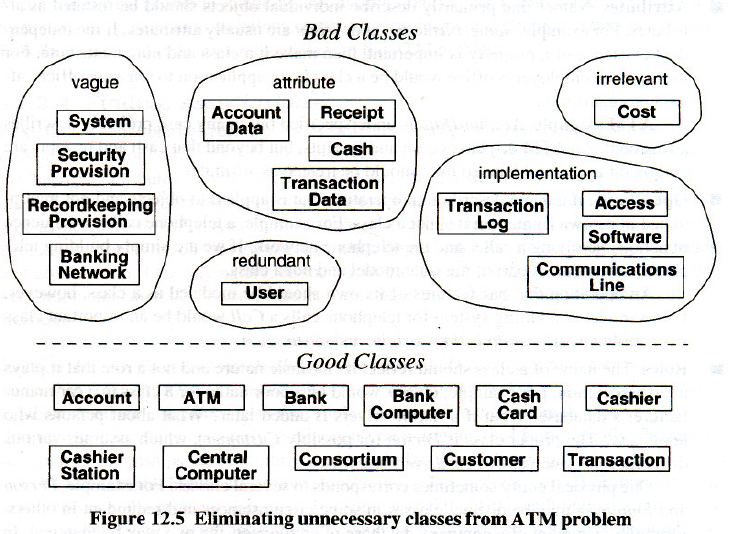 Bad Classes
vague
System
Security
Provision
Recordkeeping
Provision
Banking
Network
attribute
Account
Data
Receipt
Cash
Transaction
Data
irrelevant
Cost
implementation
Transaction
Log
Access
Software
Communications
Line
redundant
User
Good Classes
Account
ATM
Bank
Bank
Computer
Cash
Card
Cashier
Cashier
Station
Central
Computer
Consortium
Customer
Transaction
Figure 12.5 Eliminating unnecessary classes from ATM problem